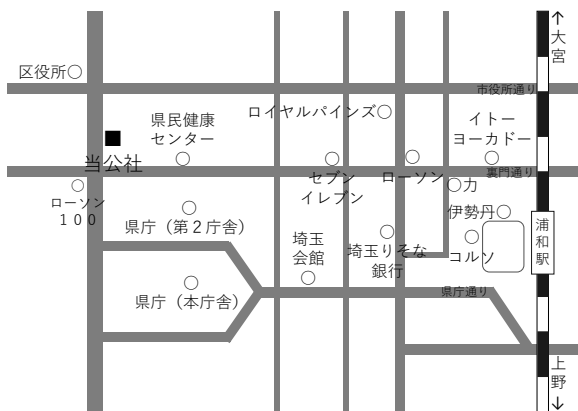 ↑大宮
区役所○
市役所通り
ロイヤルパインズ○
県民健康
センター
イトー
ヨーカドー
当公社
セブン
イレブン
ローソン
裏門通り
ローソン
１００
○力
伊勢丹○
県庁（第２庁舎）
埼玉
会館
埼玉りそな
銀行
コルソ
浦和駅
県庁（本庁舎）
県庁通り
上野↓